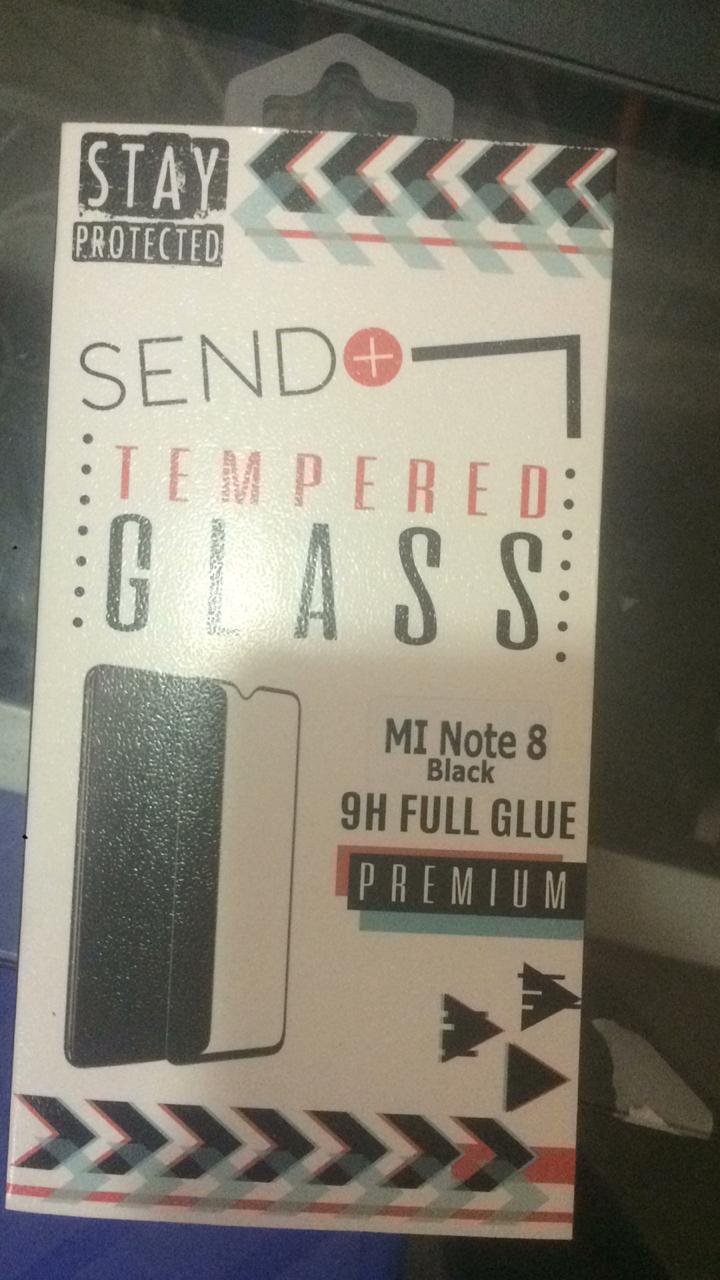 STAY
PROTECTED
SEND+
TEMPERED
GLASS
MI Note 8
Black
9H FULL GLUE
PREMIUM